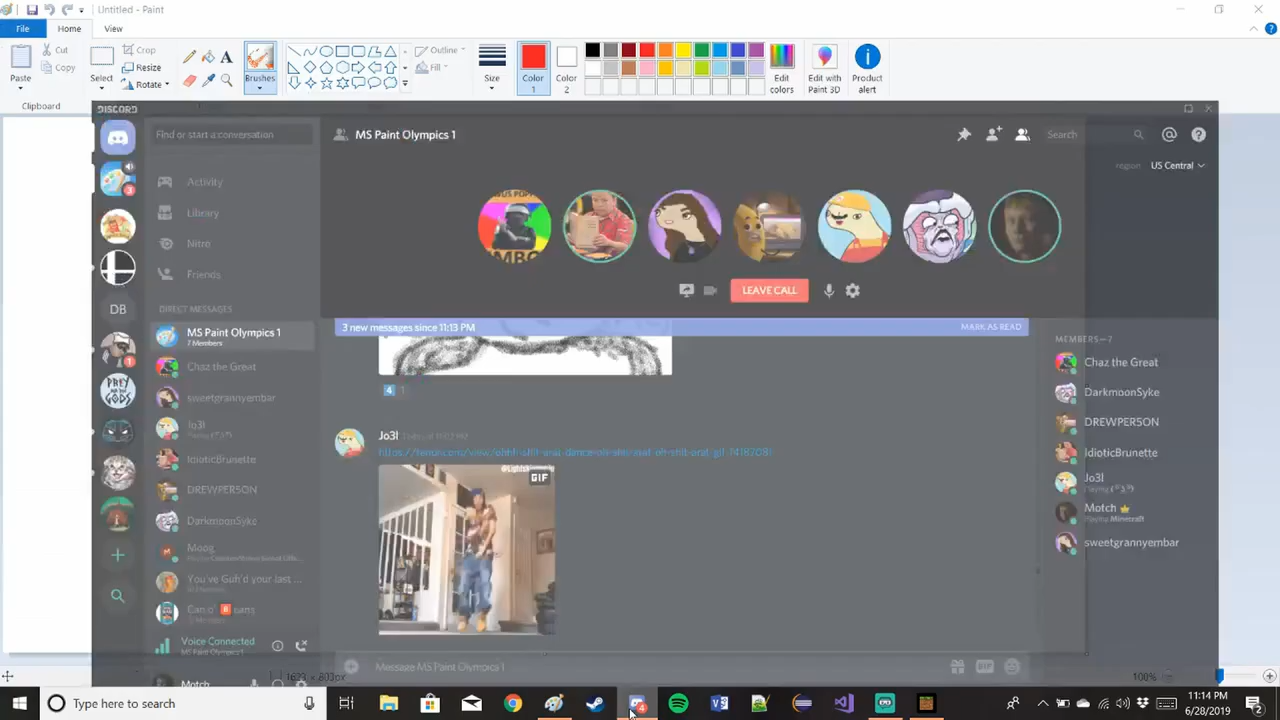 Untitled - Paint
File
Home
View
Paste
Cut
Copy
Clipboard
Select
Crop
Resize
Rotate
Brushes
Outline
Fill
Size
Color 1
Color 2
Edit colors
Edit with Paint 3D
Product alert
DISCORD
Find or start a conversation
MS Paint Olympics 1
Search
region
US Central
Activity
Library
Nitro
Friends
LEAVE CALL
DIRECT MESSAGES
DB
MS Paint Olympics 1
7 Members
Chaz the Great
sweetgrannyembar
Jo3l
IdioticBrunette
DREWPER5ON
DarkmoonSyke
Moog
You've Guh'd your last ...
3 new messages since 11:13 PM
MARK AS READ
4 1
Jo3l
GIF
MEMBERS—7
Chaz the Great
DarkmoonSyke
DREWPER5ON
IdioticBrunette
Jo3l
Motch
Playing Minecraft
sweetgrannyembar
Voice Connected
MS Paint Olympics 1
Motch
Message MS Paint Olympics 1
GIF
100%
Type here to search
4
11:14 PM
6/28/2019